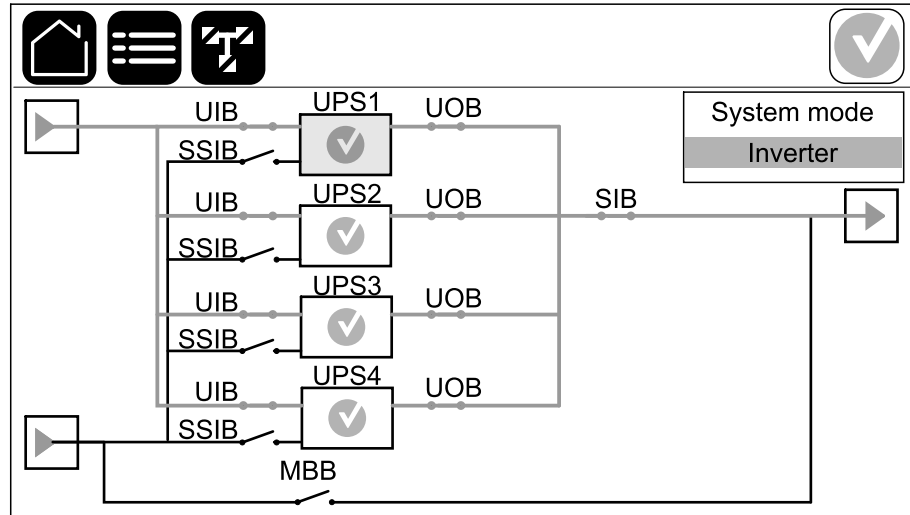 System mode
Inverter
UIB
UPS1
UOB
SSIB
UIB
UPS2
UOB
SIB
SSIB
UIB
UPS3
UOB
SSIB
UIB
UPS4
UOB
SSIB
MBB